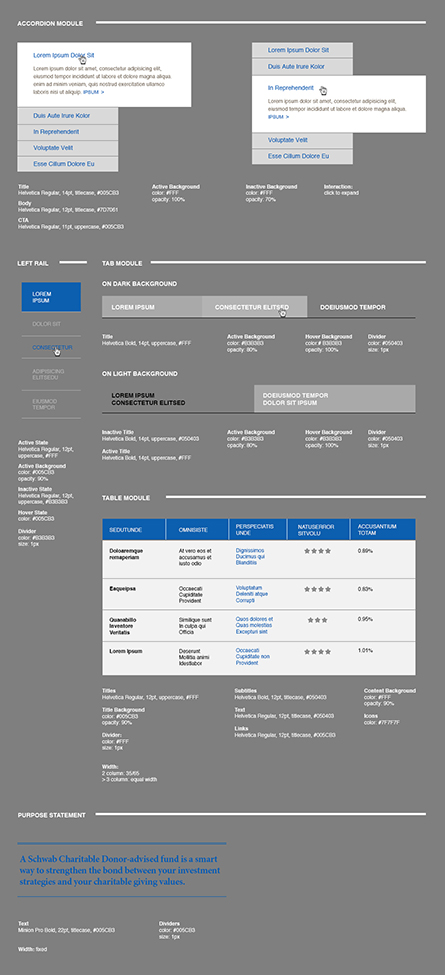 ACCORDION MODULE
Lorem Ipsum Dolor Sit
Lorem ipsum dolor sit amet, consectetur adipisicing elit,
eiusmod tempor incididunt ut labore et dolore magna aliqua.
enim ad minim veniam, quis nostrud exercitation ullamco
laboris nisi ut aliquip. IPSUM >
Duis Aute Irure Kolor
In Reprehenderit
Voluptate Velit
Esse Cillum Dolore Eu
Lorem Ipsum Dolor Sit
Duis Aute Irure Dolor
In Reprehenderit
Lorem ipsum dolor sit amet, consectetur adipisicing elit,
eiusmod tempor incididunt ut labore et dolore magna
aliqua. IPSUM >
Voluptate Velit
Esse Cillum Dolore Eu
Title
Helvetica Regular, 14pt, titlecase, #005CB3
Body
Helvetica Regular, 12pt, titlecase, #7D7061
CTA
Helvetica Regular, 11pt, uppercase, #005CB3
Active Background
color: #FFF
opacity: 100%
Inactive Background
color: #FFF
opacity: 70%
Interaction:
click to expand
LEFT RAIL
LOREM
IPSUM
DOLOR SIT
CONSECTETUR
ADIPISICING
ELITSEDU
EIUSMOD
TEMPOR
Active State
Helvetica Regular, 12pt,
uppercase, #FFF
Active Background
color: #005CB3
opacity: 90%
Inactive State
Helvetica Regular, 12pt,
uppercase, #B3B3B3
Hover State
color: #005CB3
Divider
color: #B3B3B3
size: 1px
TAB MODULE
ON DARK BACKGROUND
LOREM IPSUM
CONSECTETUR ELITSED
DOEIUSMOD TEMPOR
Title
Helvetica Bold, 14pt, uppercase, #FFF
Active Background
color: #B3B3B3
opacity: 80%
Hover Background
color:# B3B3B3
opacity: 100%
Divider
color: #050403
size: 1px
ON LIGHT BACKGROUND
LOREM IPSUM
CONSECTETUR ELITSED
DOEIUSMOD TEMPOR
DOLOR SIT IPSUM
Inactive Title
Helvetica Bold, 14pt, uppercase, #050403
Active Title
Helvetica Bold, 14pt, uppercase, #FFF
Active Background
color: #B3B3B3
opacity: 80%
Hover Background
color: #B3B3B3
opacity: 100%
Divider
color: #050403
size: 1px
TABLE MODULE
SEDUTUNDE
OMNISISTE
PERSPECIATIS
UNDE
NATUSERROR
SITVOLU
ACCUSANTIUM
TOTAM
Doloaremque
remaperiam
At vero eos et
accusamus et
iusto odio
Dignissimos
Ducimus qui
Blanditiis
0.69%
Eaqueipsa
Occaecati
Cupiditate
Provident
Voluptatum
Deleniti atque
Corrupti
0.83%
Quaeabillo
Inventore
Veritatis
Similique sunt
In culpa qui
Officia
Quos dolores et
Quas molestias
Excepturi sint
0.95%
Lorem Ipsum
Deserunt
Mollitia animi
Idestlabor
Occaecati
Cupiditate non
Provident
1.01%
Titles
Helvetica Regular, 12pt, uppercase, #FFF
Title Background
color: #005CB3
opacity: 90%
Divider:
color: #FFF
size: 1px
Width:
2 column: 35/65
> 3 column: equal width
Subtitles
Helvetica Bold, 12pt, titlecase, #050403
Text
Helvetica Regular, 12pt, titlecase, #050403
Links
Helvetica Regular, 12pt, titlecase, #005CB3
Content Background
color: #FFF
opacity: 90%
Icons
color: #7F7F7F
PURPOSE STATEMENT
A Schwab Charitable Donor-advised fund is a smart
way to strengthen the bond between your investment
strategies and your charitable giving values.
Text
Minion Pro Bold, 22pt, titlecase, #005CB3
Width: fixed
Dividers
color: #005CB3
size: 1px